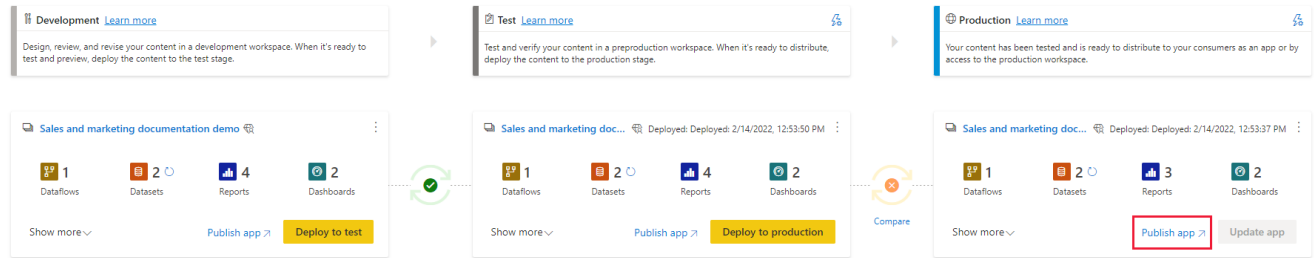 Development Learn more
Design, review, and revise your content in a development workspace. When it's ready to
test and preview, deploy the content to the test stage.
Test Learn more
Test and verify your content in a preproduction workspace. When it's ready to distribute,
deploy the content to the production stage.
Production Learn more
Your content has been tested and is ready to distribute to your consumers as an app or by
access to the production workspace.
Sales and marketing documentation demo
1 2 4 2
Dataflows Datasets Reports Dashboards
Show more Publish app Deploy to test
Sales and marketing doc... Deployed: Deployed: 2/14/2022, 12:53:50 PM
1 2 4 2
Dataflows Datasets Reports Dashboards
Show more Publish app Deploy to production
Compare
Sales and marketing doc... Deployed: Deployed: 2/14/2022, 12:53:37 PM
1 2 3 2
Dataflows Datasets Reports Dashboards
Show more Publish app Update app